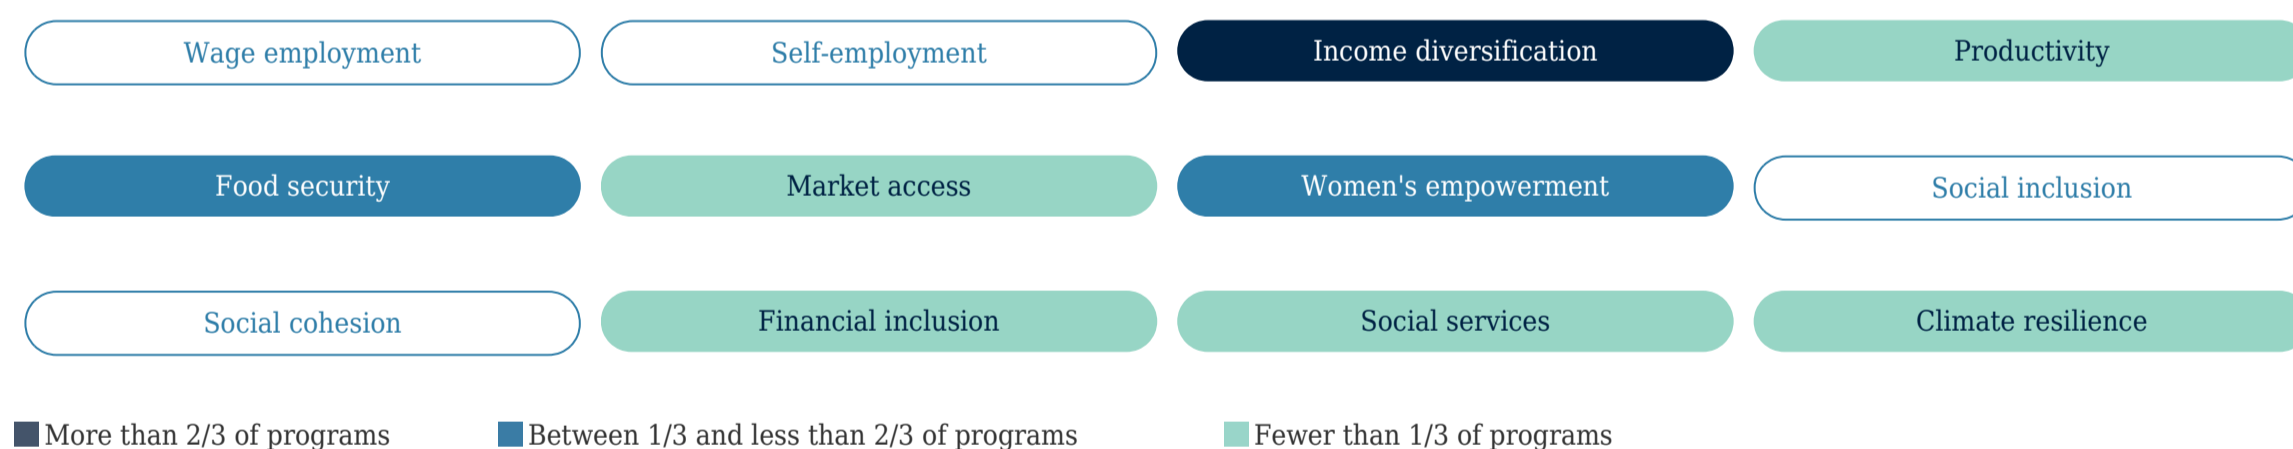 Wage employment
Self-employment
Income diversification
Productivity
Food security
Market access
Women's empowerment
Social inclusion
Social cohesion
Financial inclusion
Social services
Climate resilience
More than 2/3 of programs
Between 1/3 and less than 2/3 of programs
Fewer than 1/3 of programs